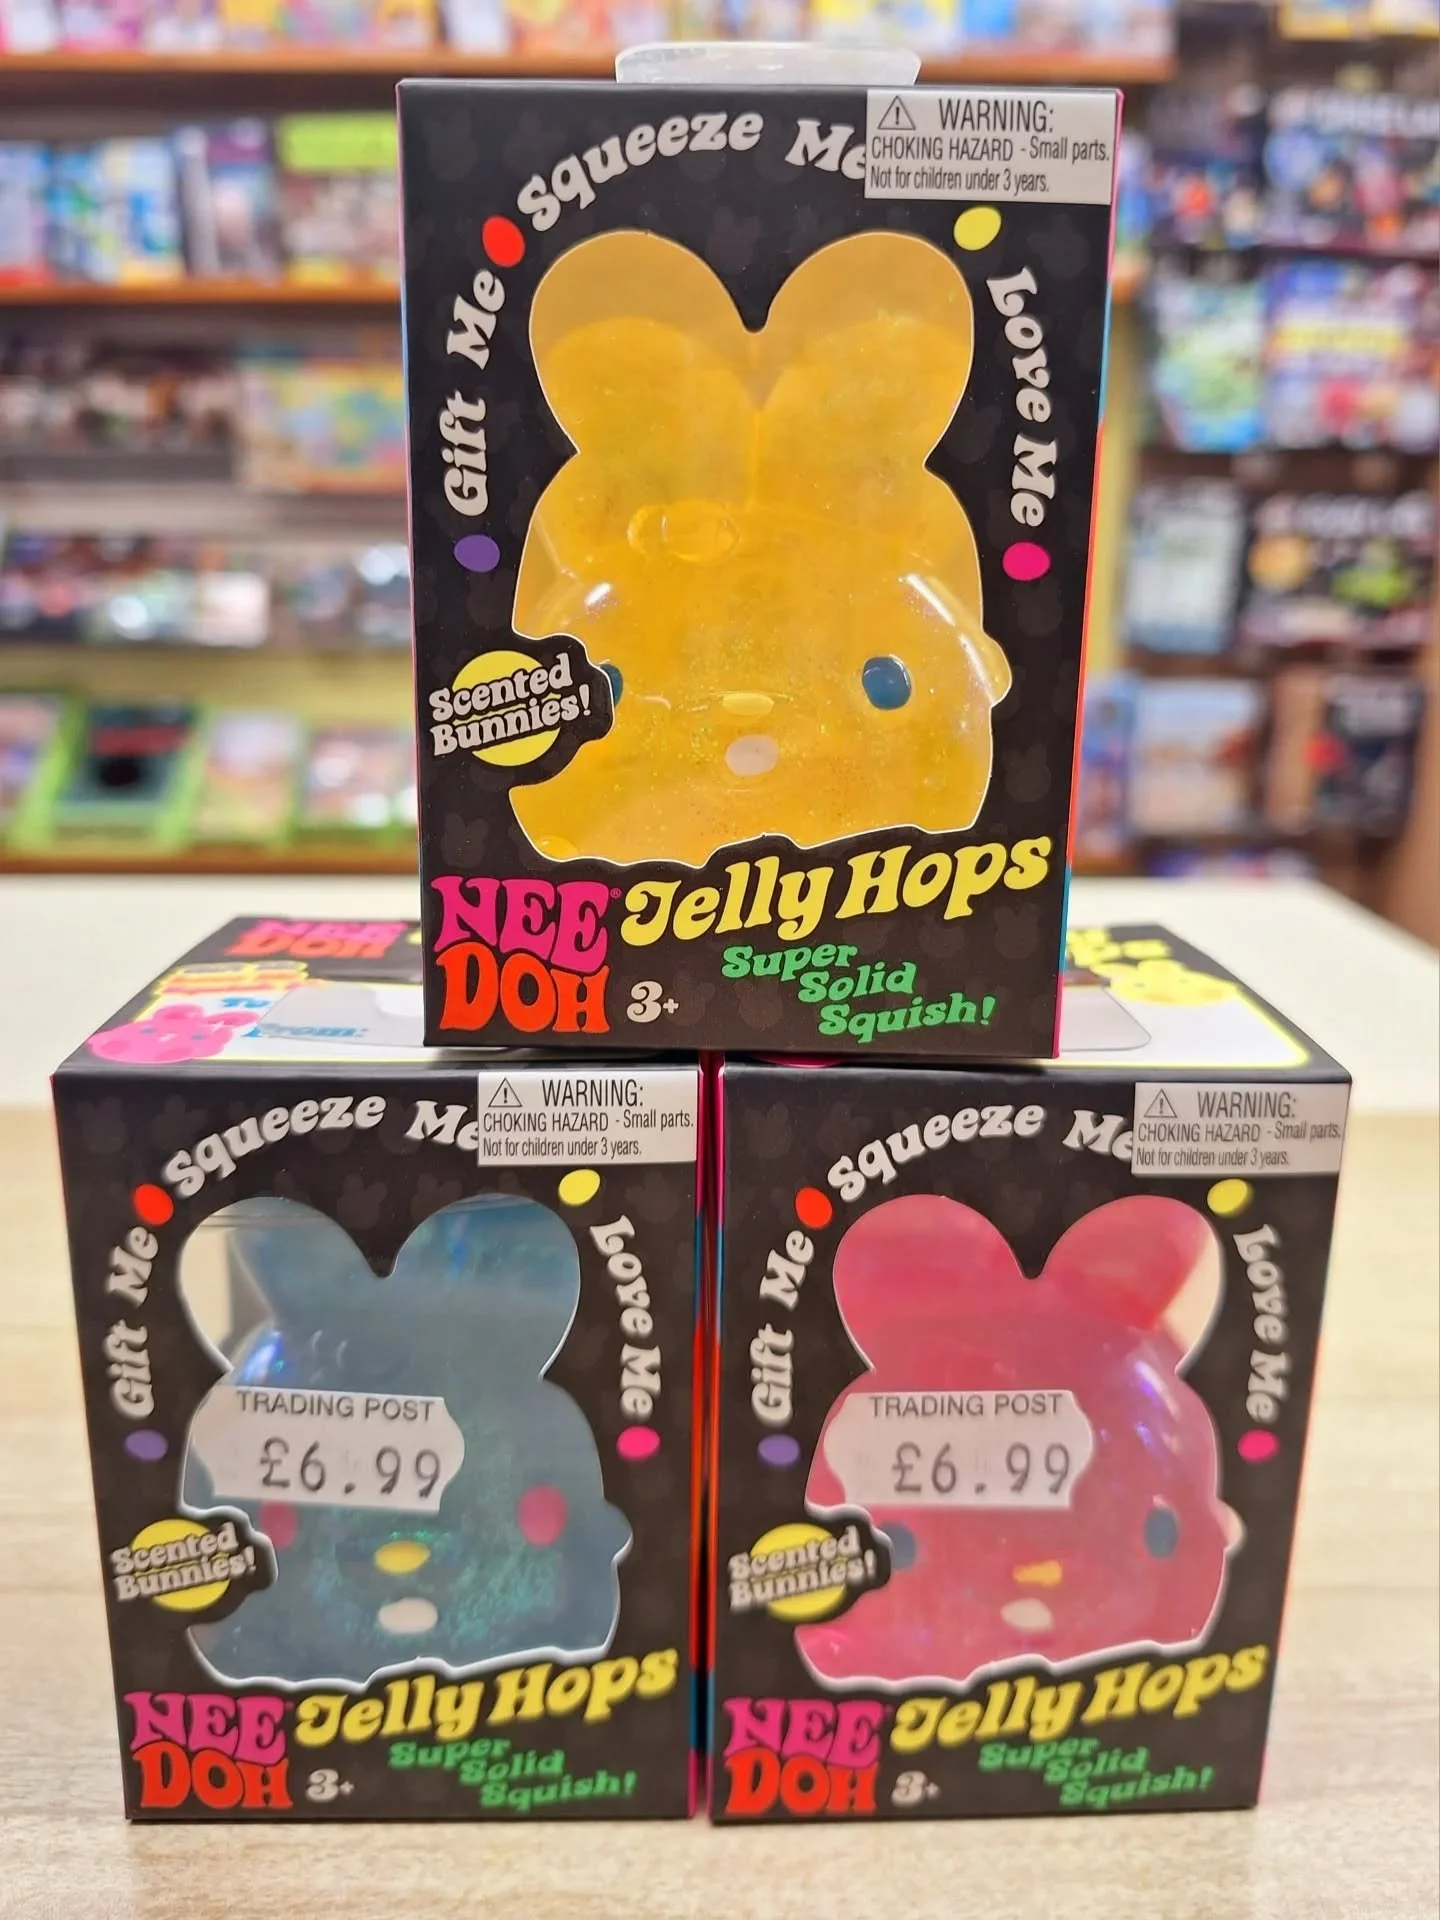 Squeeze Me
WARNING:
CHOKING HAZARD - Small parts.
Not for children under 3 years.
Gift Me
Love Me
Scented
Bunnies!
NEE
DOH
®
Jelly Hops
3+
Super
Solid
Squish!
NEE
DOH
To
From:
Squeeze Me
WARNING:
CHOKING HAZARD - Small parts.
Not for children under 3 years.
Gift Me
Love Me
TRADING POST
£6.99
Scented
Bunnies!
NEE
DOH
Jelly Hops
3+
Super
Solid
Squish!
Squeeze Me
WARNING:
CHOKING HAZARD - Small parts.
Not for children under 3 years.
Gift Me
Love Me
TRADING POST
£6.99
Scented
Bunnies!
NEE
DOH
Jelly Hops
3+
Super
Solid
Squish!